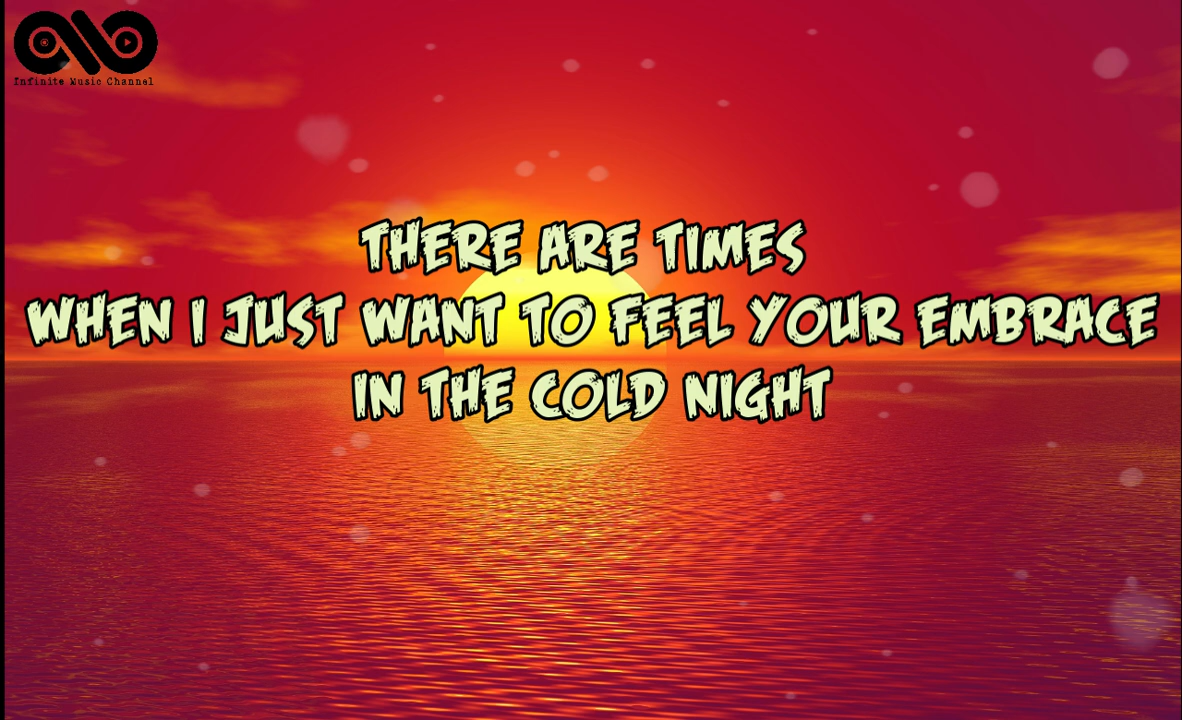 Infinite Music Channel
THERE ARE TIMES
WHEN I JUST WANT TO FEEL YOUR EMBRACE
IN THE COLD NIGHT